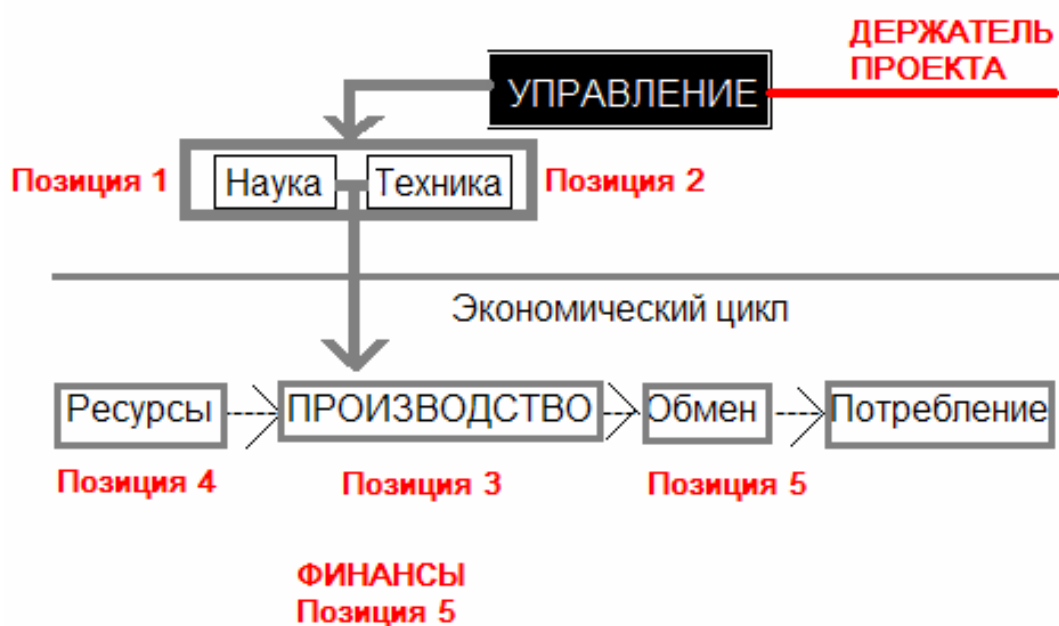 ДЕРЖАТЕЛЬ
ПРОЕКТА
УПРАВЛЕНИЕ
Позиция 1
Наука
Техника
Позиция 2
Экономический цикл
Ресурсы
ПРОИЗВОДСТВО
Обмен
Потребление
Позиция 4
Позиция 3
Позиция 5
ФИНАНСЫ
Позиция 5